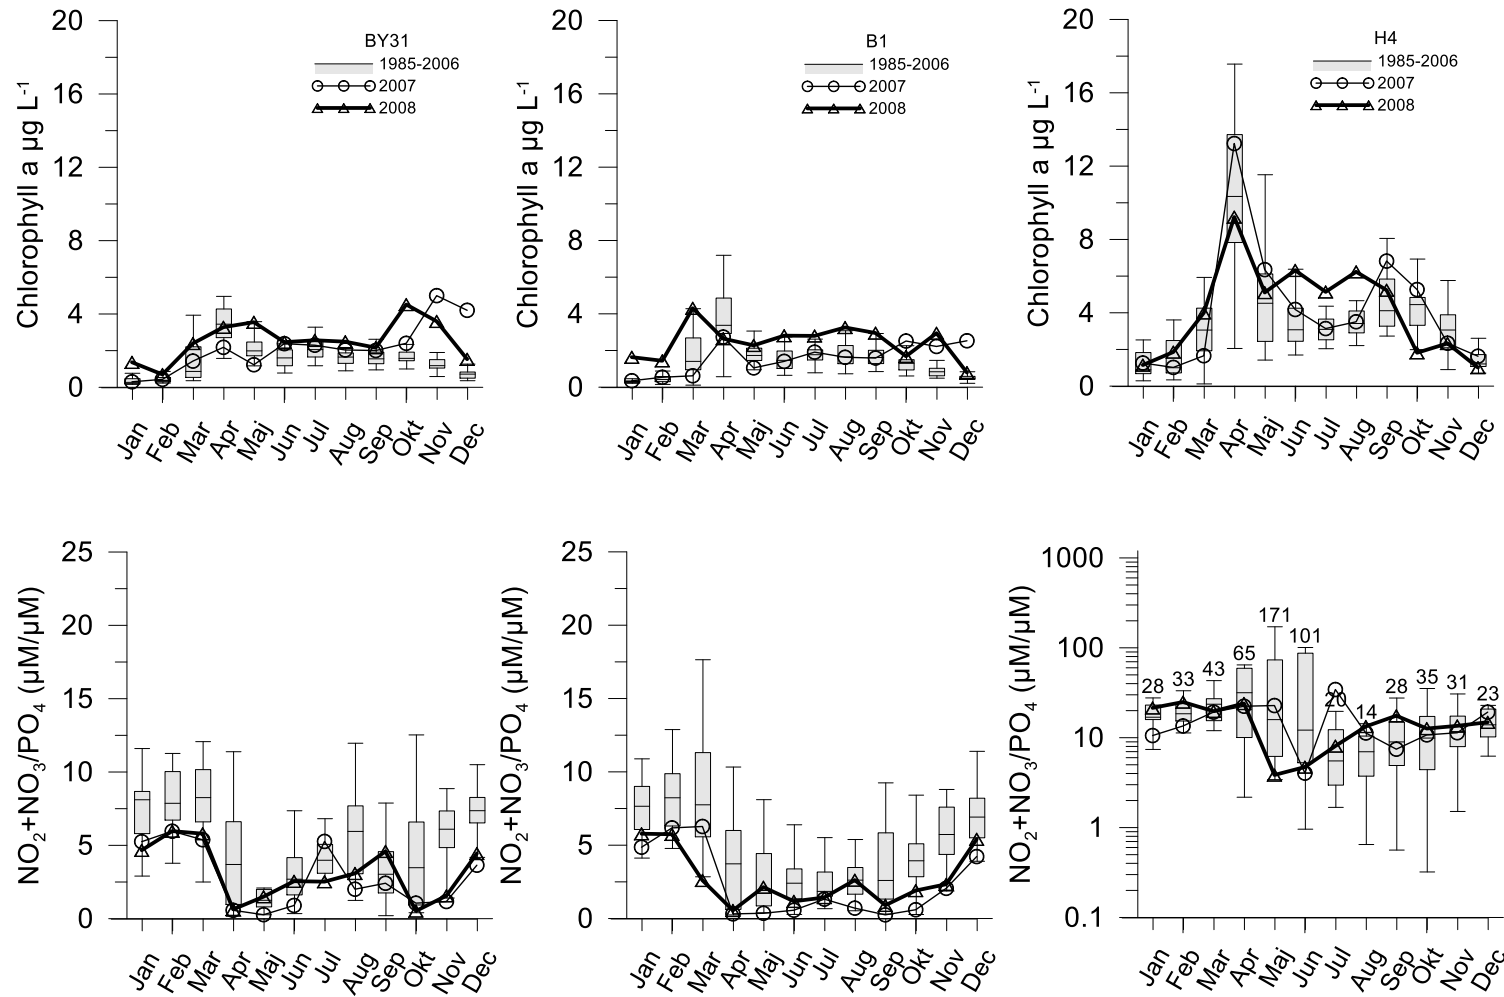 BY31
1985-2006
2007
2008
Chlorophyll a µg L-1
20
16
12
8
4
0
Jan
Feb
Mar
Apr
Maj
Jun
Jul
Aug
Sep
Okt
Nov
Dec
B1
1985-2006
2007
2008
Chlorophyll a µg L-1
20
16
12
8
4
0
Jan
Feb
Mar
Apr
Maj
Jun
Jul
Aug
Sep
Okt
Nov
Dec
H4
1985-2006
2007
2008
Chlorophyll a µg L-1
20
16
12
8
4
0
Jan
Feb
Mar
Apr
Maj
Jun
Jul
Aug
Sep
Okt
Nov
Dec
NO2+NO3/PO4 (µM/µM)
25
20
15
10
5
0
Jan
Feb
Mar
Apr
Maj
Jun
Jul
Aug
Sep
Okt
Nov
Dec
NO2+NO3/PO4 (µM/µM)
25
20
15
10
5
0
Jan
Feb
Mar
Apr
Maj
Jun
Jul
Aug
Sep
Okt
Nov
Dec
NO2+NO3/PO4 (µM/µM)
1000
100
10
1
0.1
28
33
43
65
171
101
20
14
28
35
31
23
Jan
Feb
Mar
Apr
Maj
Jun
Jul
Aug
Sep
Okt
Nov
Dec